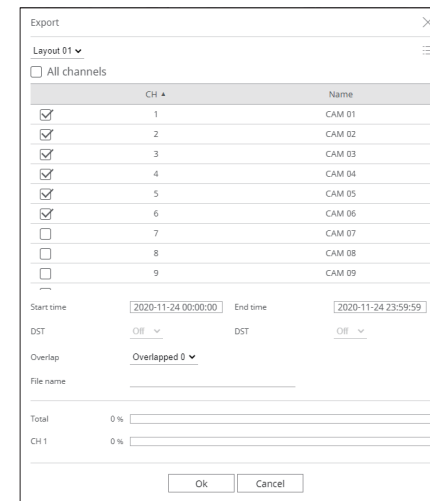 Export
Layout 01
All channels
CH ▲ Name
1 CAM 01
2 CAM 02
3 CAM 03
4 CAM 04
5 CAM 05
6 CAM 06
7 CAM 07
8 CAM 08
9 CAM 09
Start time 2020-11-24 00:00:00 End time 2020-11-24 23:59:59
DST Off DST Off
Overlap Overlapped 0
File name
Total 0 %
CH 1 0 %
Ok Cancel